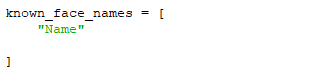 known_face_names = [
    "Name"
]